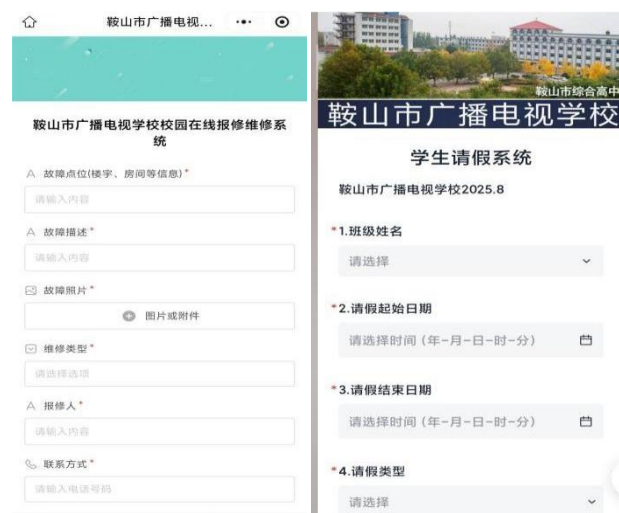 鞍山市广播电视...
鞍山市广播电视学校校园在线报修维修系
统
A 故障点位(楼宇、房间等信息)*
请输入内容
A 故障描述*
请输入内容
故障照片*
图片或附件
维修类型*
请选择选项
A 报修人*
请输入内容
联系方式*
请输入电话号码
鞍山市综合高中
鞍山市广播电视学校
学生请假系统
鞍山市广播电视学校2025.8
*1.班级姓名
请选择
*2.请假起始日期
请选择时间（年-月-日-时-分）
*3.请假结束日期
请选择时间（年-月-日-时-分）
*4.请假类型
请选择